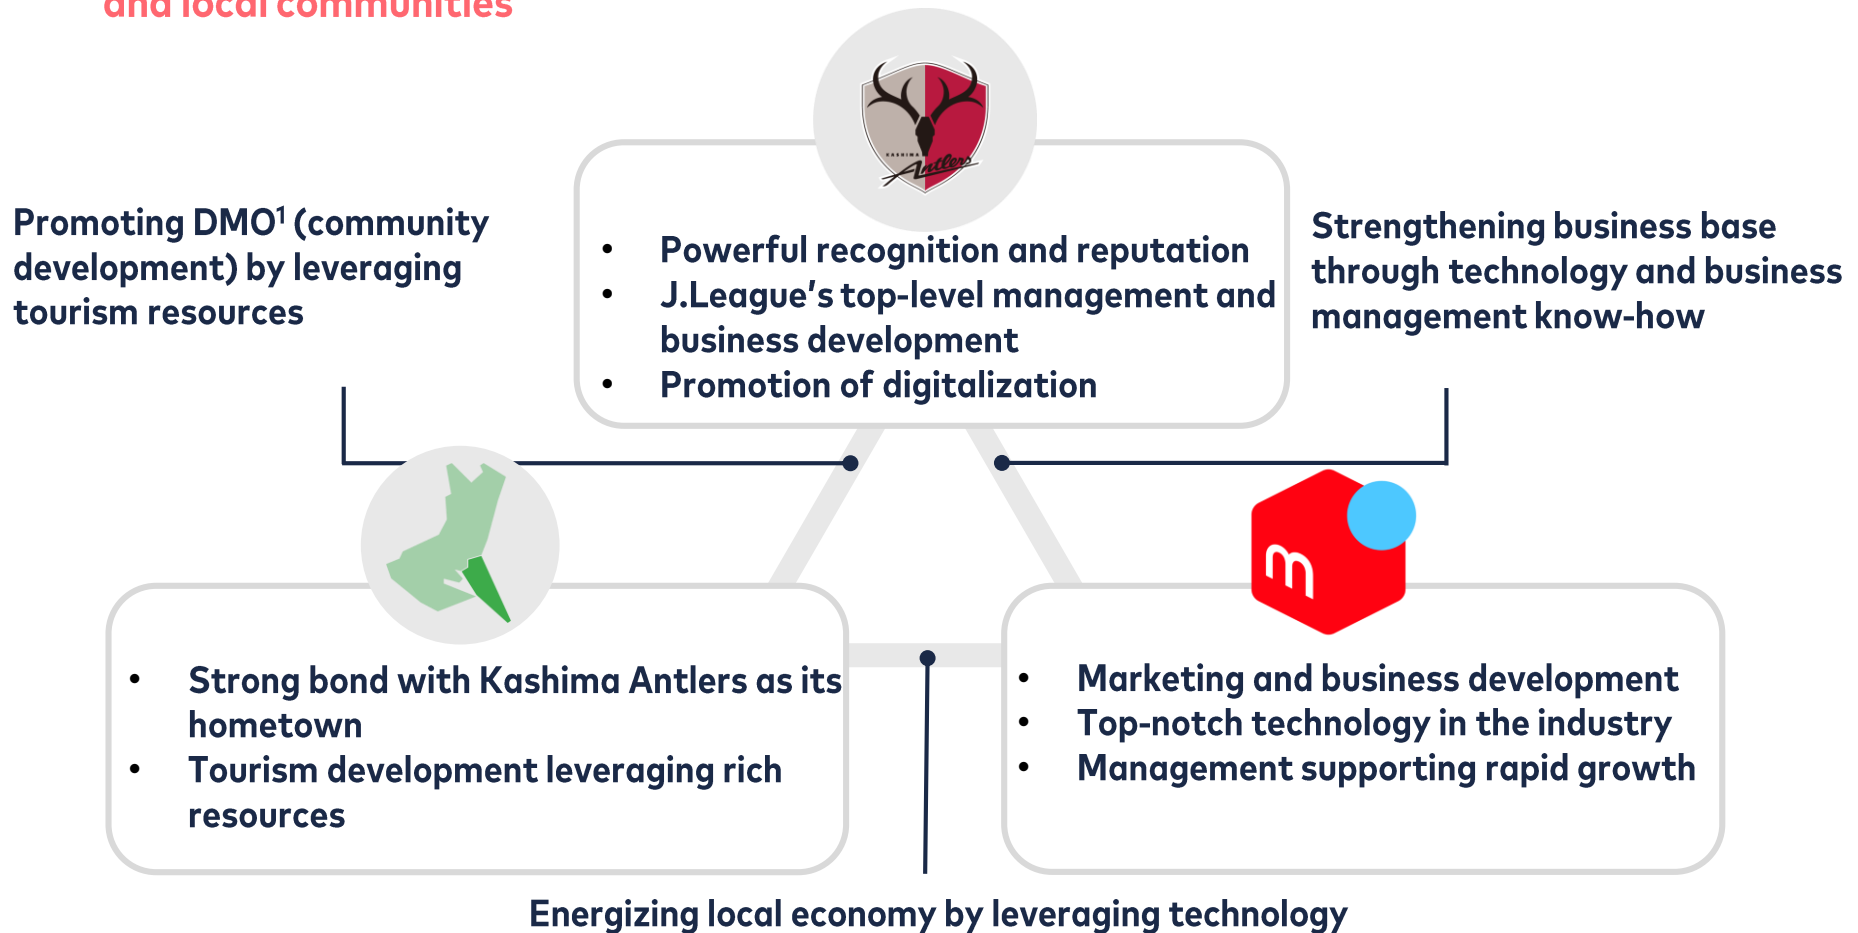 and local communities
KASHIMA
Antlers
Promoting DMO¹ (community
development) by leveraging
tourism resources
• Powerful recognition and reputation
• J.League’s top-level management and
business development
• Promotion of digitalization
Strengthening business base
through technology and business
management know-how
m
• Strong bond with Kashima Antlers as its
hometown
• Tourism development leveraging rich
resources
• Marketing and business development
• Top-notch technology in the industry
• Management supporting rapid growth
Energizing local economy by leveraging technology